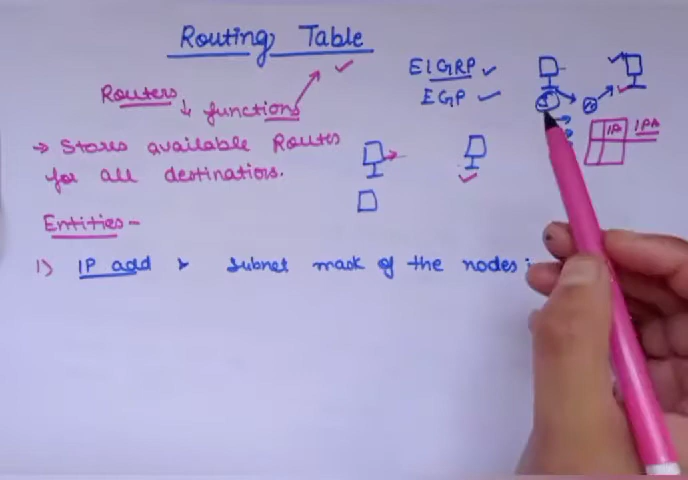 Routing Table
EIGRP
EGP
Routers
functions
→ Stores available Routes
for all destinations.
IP IPA
Entities -
1) IP add > subnet mask of the nodes